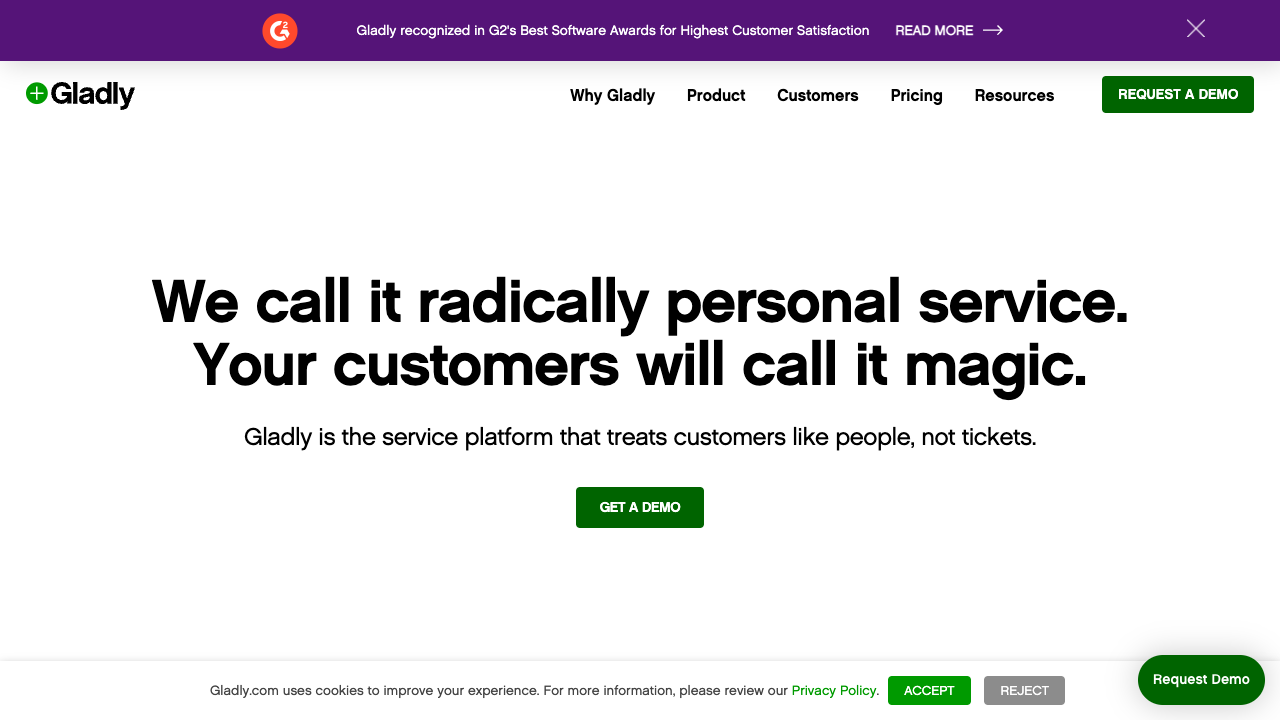 Gladly recognized in G2's Best Software Awards for Highest Customer Satisfaction READ MORE
Gladly
Why Gladly Product Customers Pricing Resources REQUEST A DEMO
We call it radically personal service.
Your customers will call it magic.
Gladly is the service platform that treats customers like people, not tickets.
GET A DEMO
Gladly.com uses cookies to improve your experience. For more information, please review our Privacy Policy. ACCEPT REJECT
Request Demo